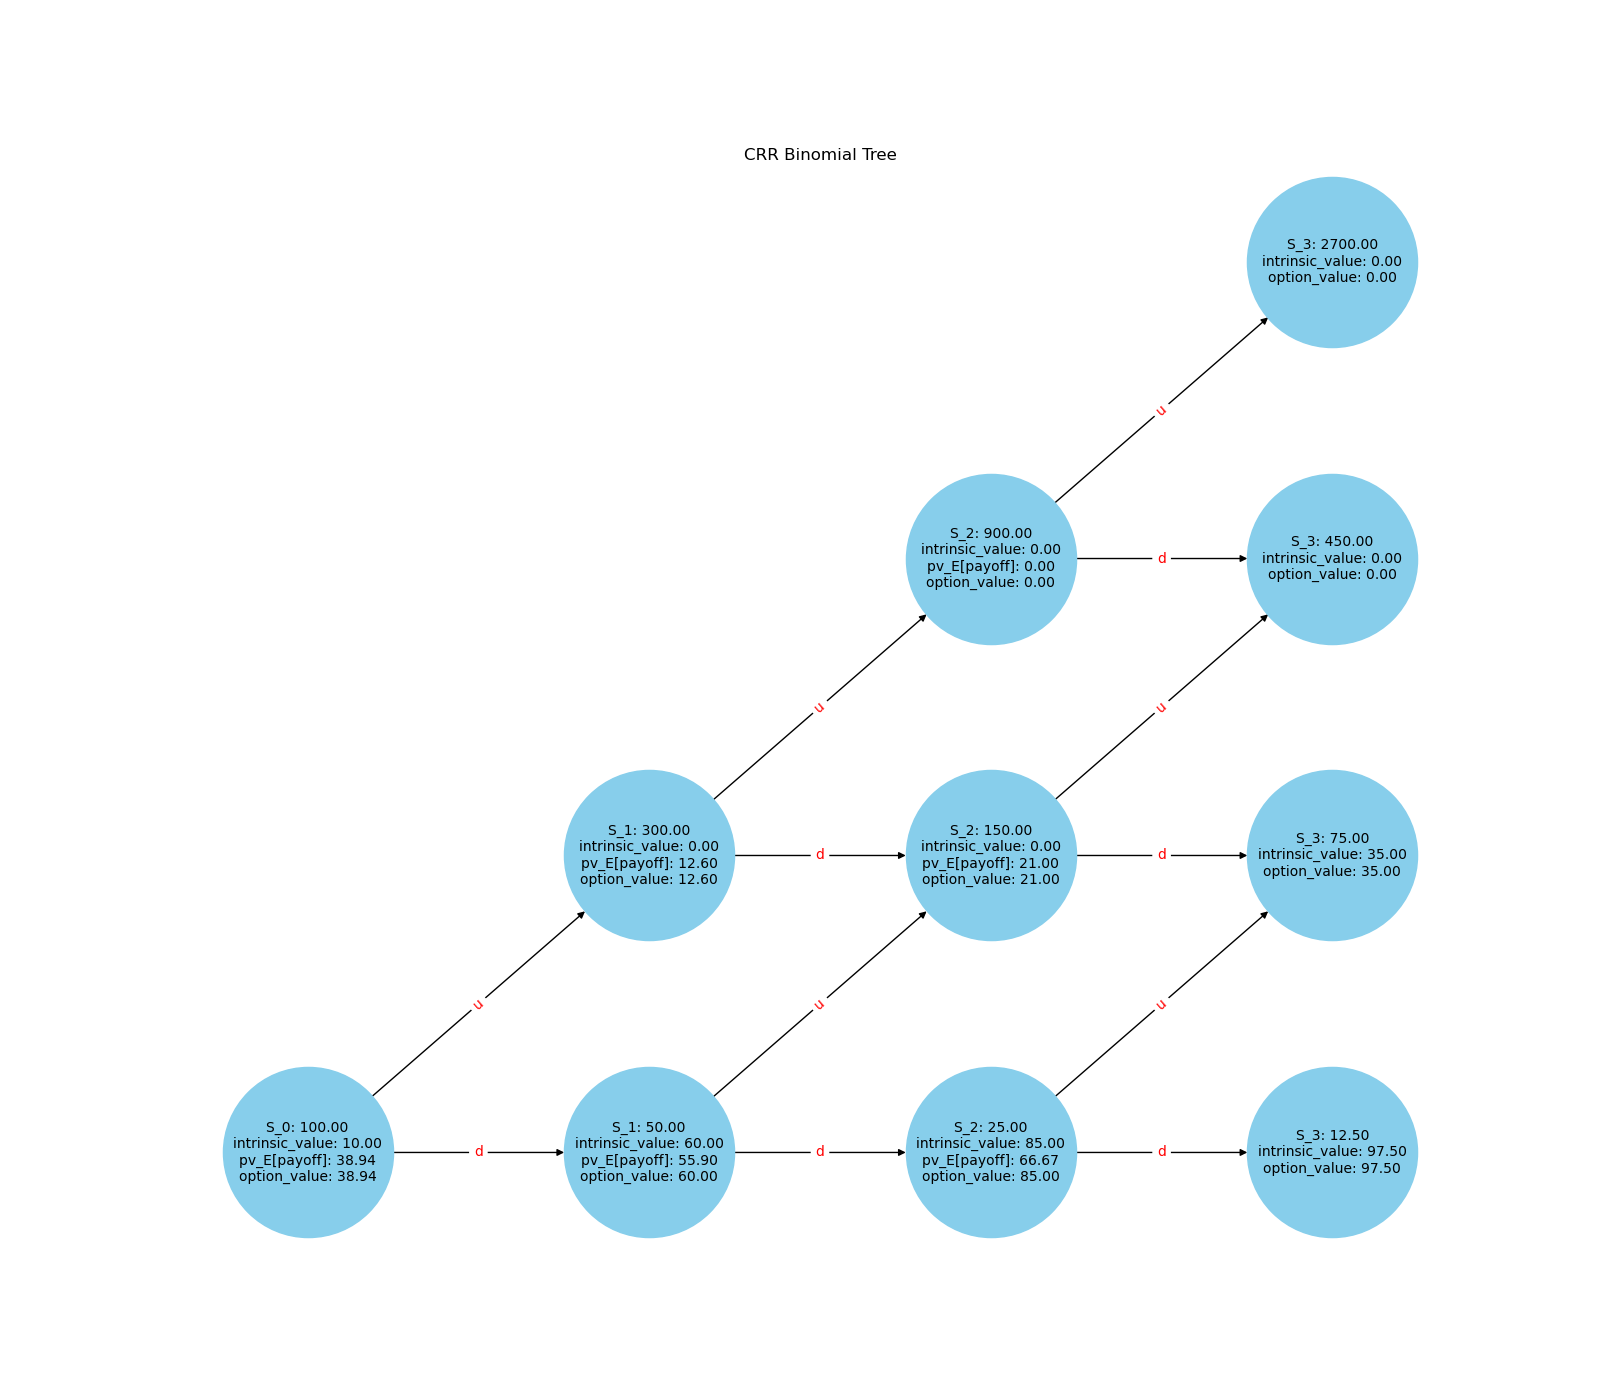 CRR Binomial Tree
S_3: 2700.00
intrinsic_value: 0.00
option_value: 0.00
u
S_2: 900.00
intrinsic_value: 0.00
pv_E[payoff]: 0.00
option_value: 0.00
d
S_3: 450.00
intrinsic_value: 0.00
option_value: 0.00
u
u
S_1: 300.00
intrinsic_value: 0.00
pv_E[payoff]: 12.60
option_value: 12.60
d
S_2: 150.00
intrinsic_value: 0.00
pv_E[payoff]: 21.00
option_value: 21.00
d
S_3: 75.00
intrinsic_value: 35.00
option_value: 35.00
u
u
u
S_0: 100.00
intrinsic_value: 10.00
pv_E[payoff]: 38.94
option_value: 38.94
d
S_1: 50.00
intrinsic_value: 60.00
pv_E[payoff]: 55.90
option_value: 60.00
d
S_2: 25.00
intrinsic_value: 85.00
pv_E[payoff]: 66.67
option_value: 85.00
d
S_3: 12.50
intrinsic_value: 97.50
option_value: 97.50